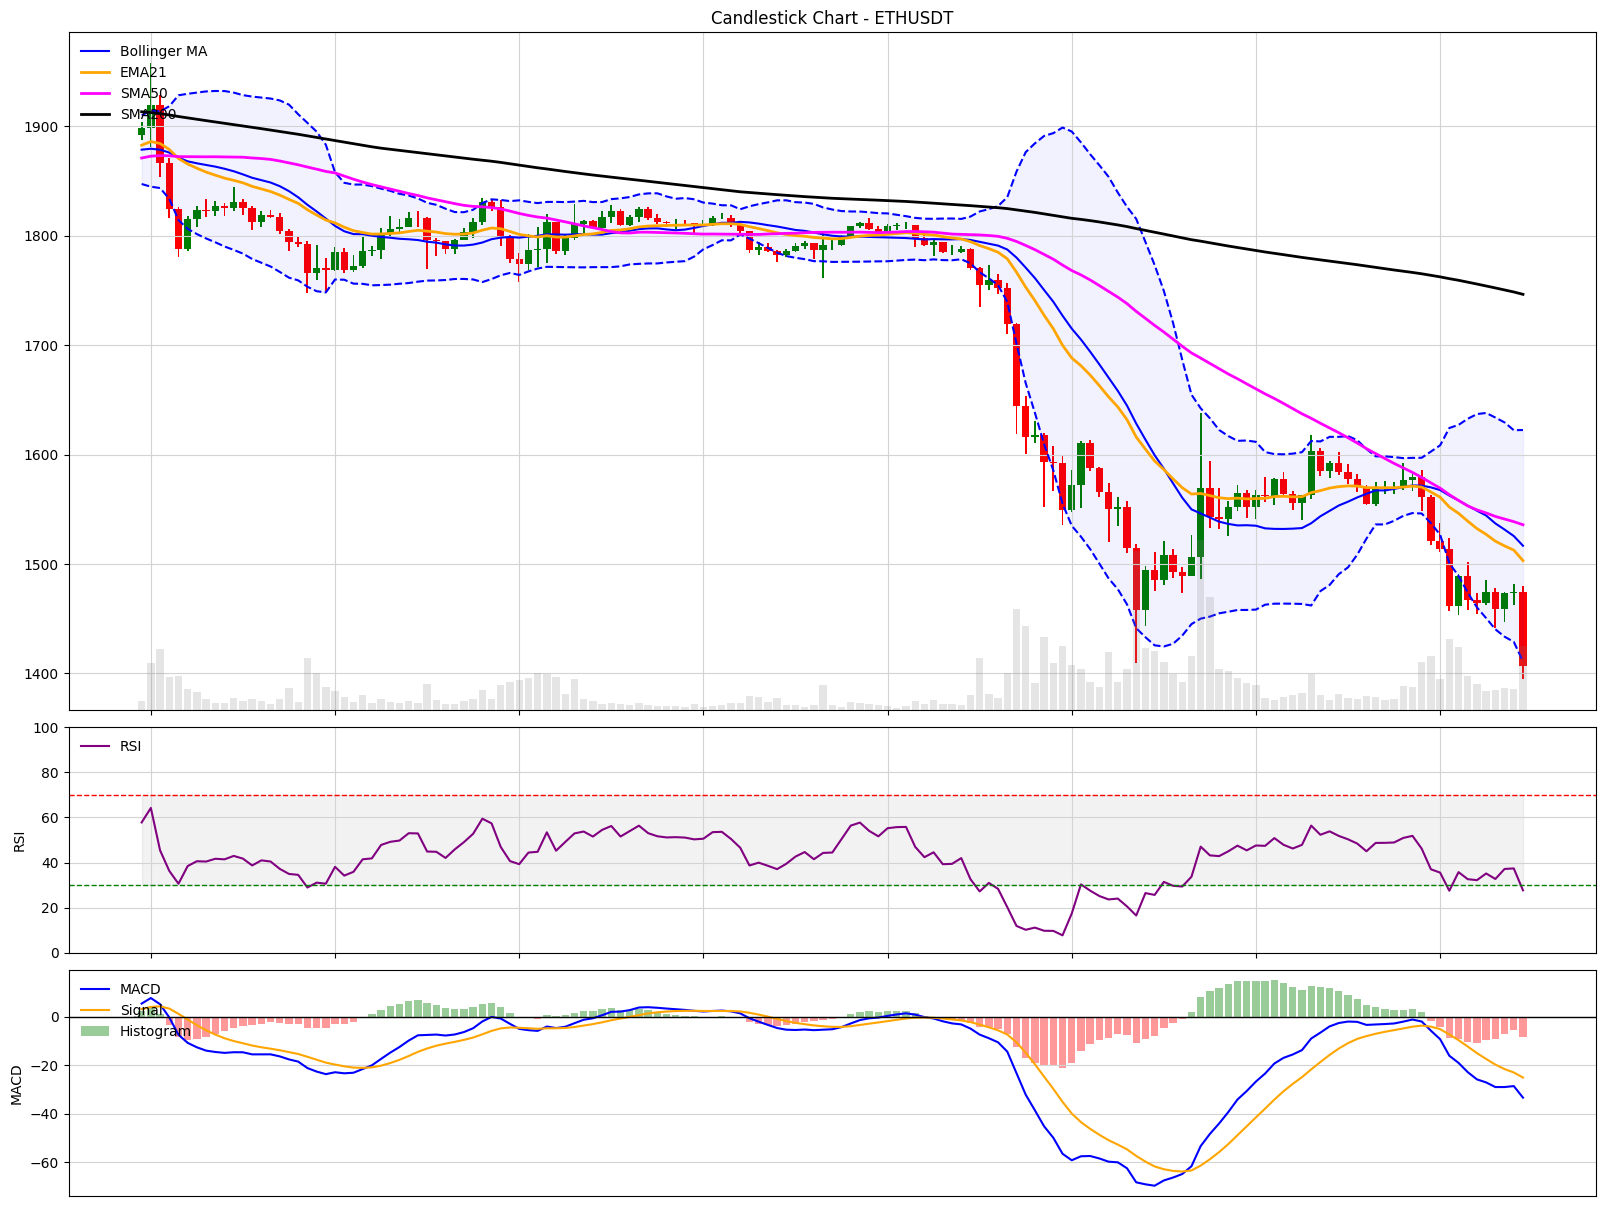 Candlestick Chart - ETHUSDT
Bollinger MA
EMA21
SMA50
SMA200
1900
1800
1700
1600
1500
1400
RSI
100
80
60
40
20
0
RSI
MACD
Signal
Histogram
0
−20
−40
−60
MACD